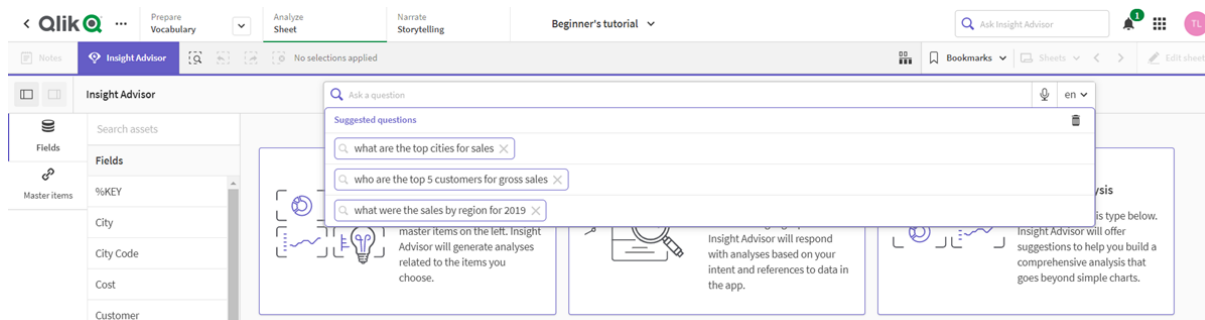 Qlik
Prepare
Vocabulary
Analyze
Sheet
Narrate
Storytelling
Beginner's tutorial
Ask Insight Advisor
1
TL
Notes
Insight Advisor
No selections applied
Bookmarks
Sheets
Edit sheet
Insight Advisor
Ask a question
en
Fields
Master items
Search assets
Fields
%KEY
City
City Code
Cost
Customer
Suggested questions
what are the top cities for sales
who are the top 5 customers for gross sales
what were the sales by region for 2019
master items on the left. Insight
Advisor will generate analyses
related to the items you
choose.
Insight Advisor will respond
with analyses based on your
intent and references to data in
the app.
is type below.
Insight Advisor will offer
suggestions to help you build a
comprehensive analysis that
goes beyond simple charts.